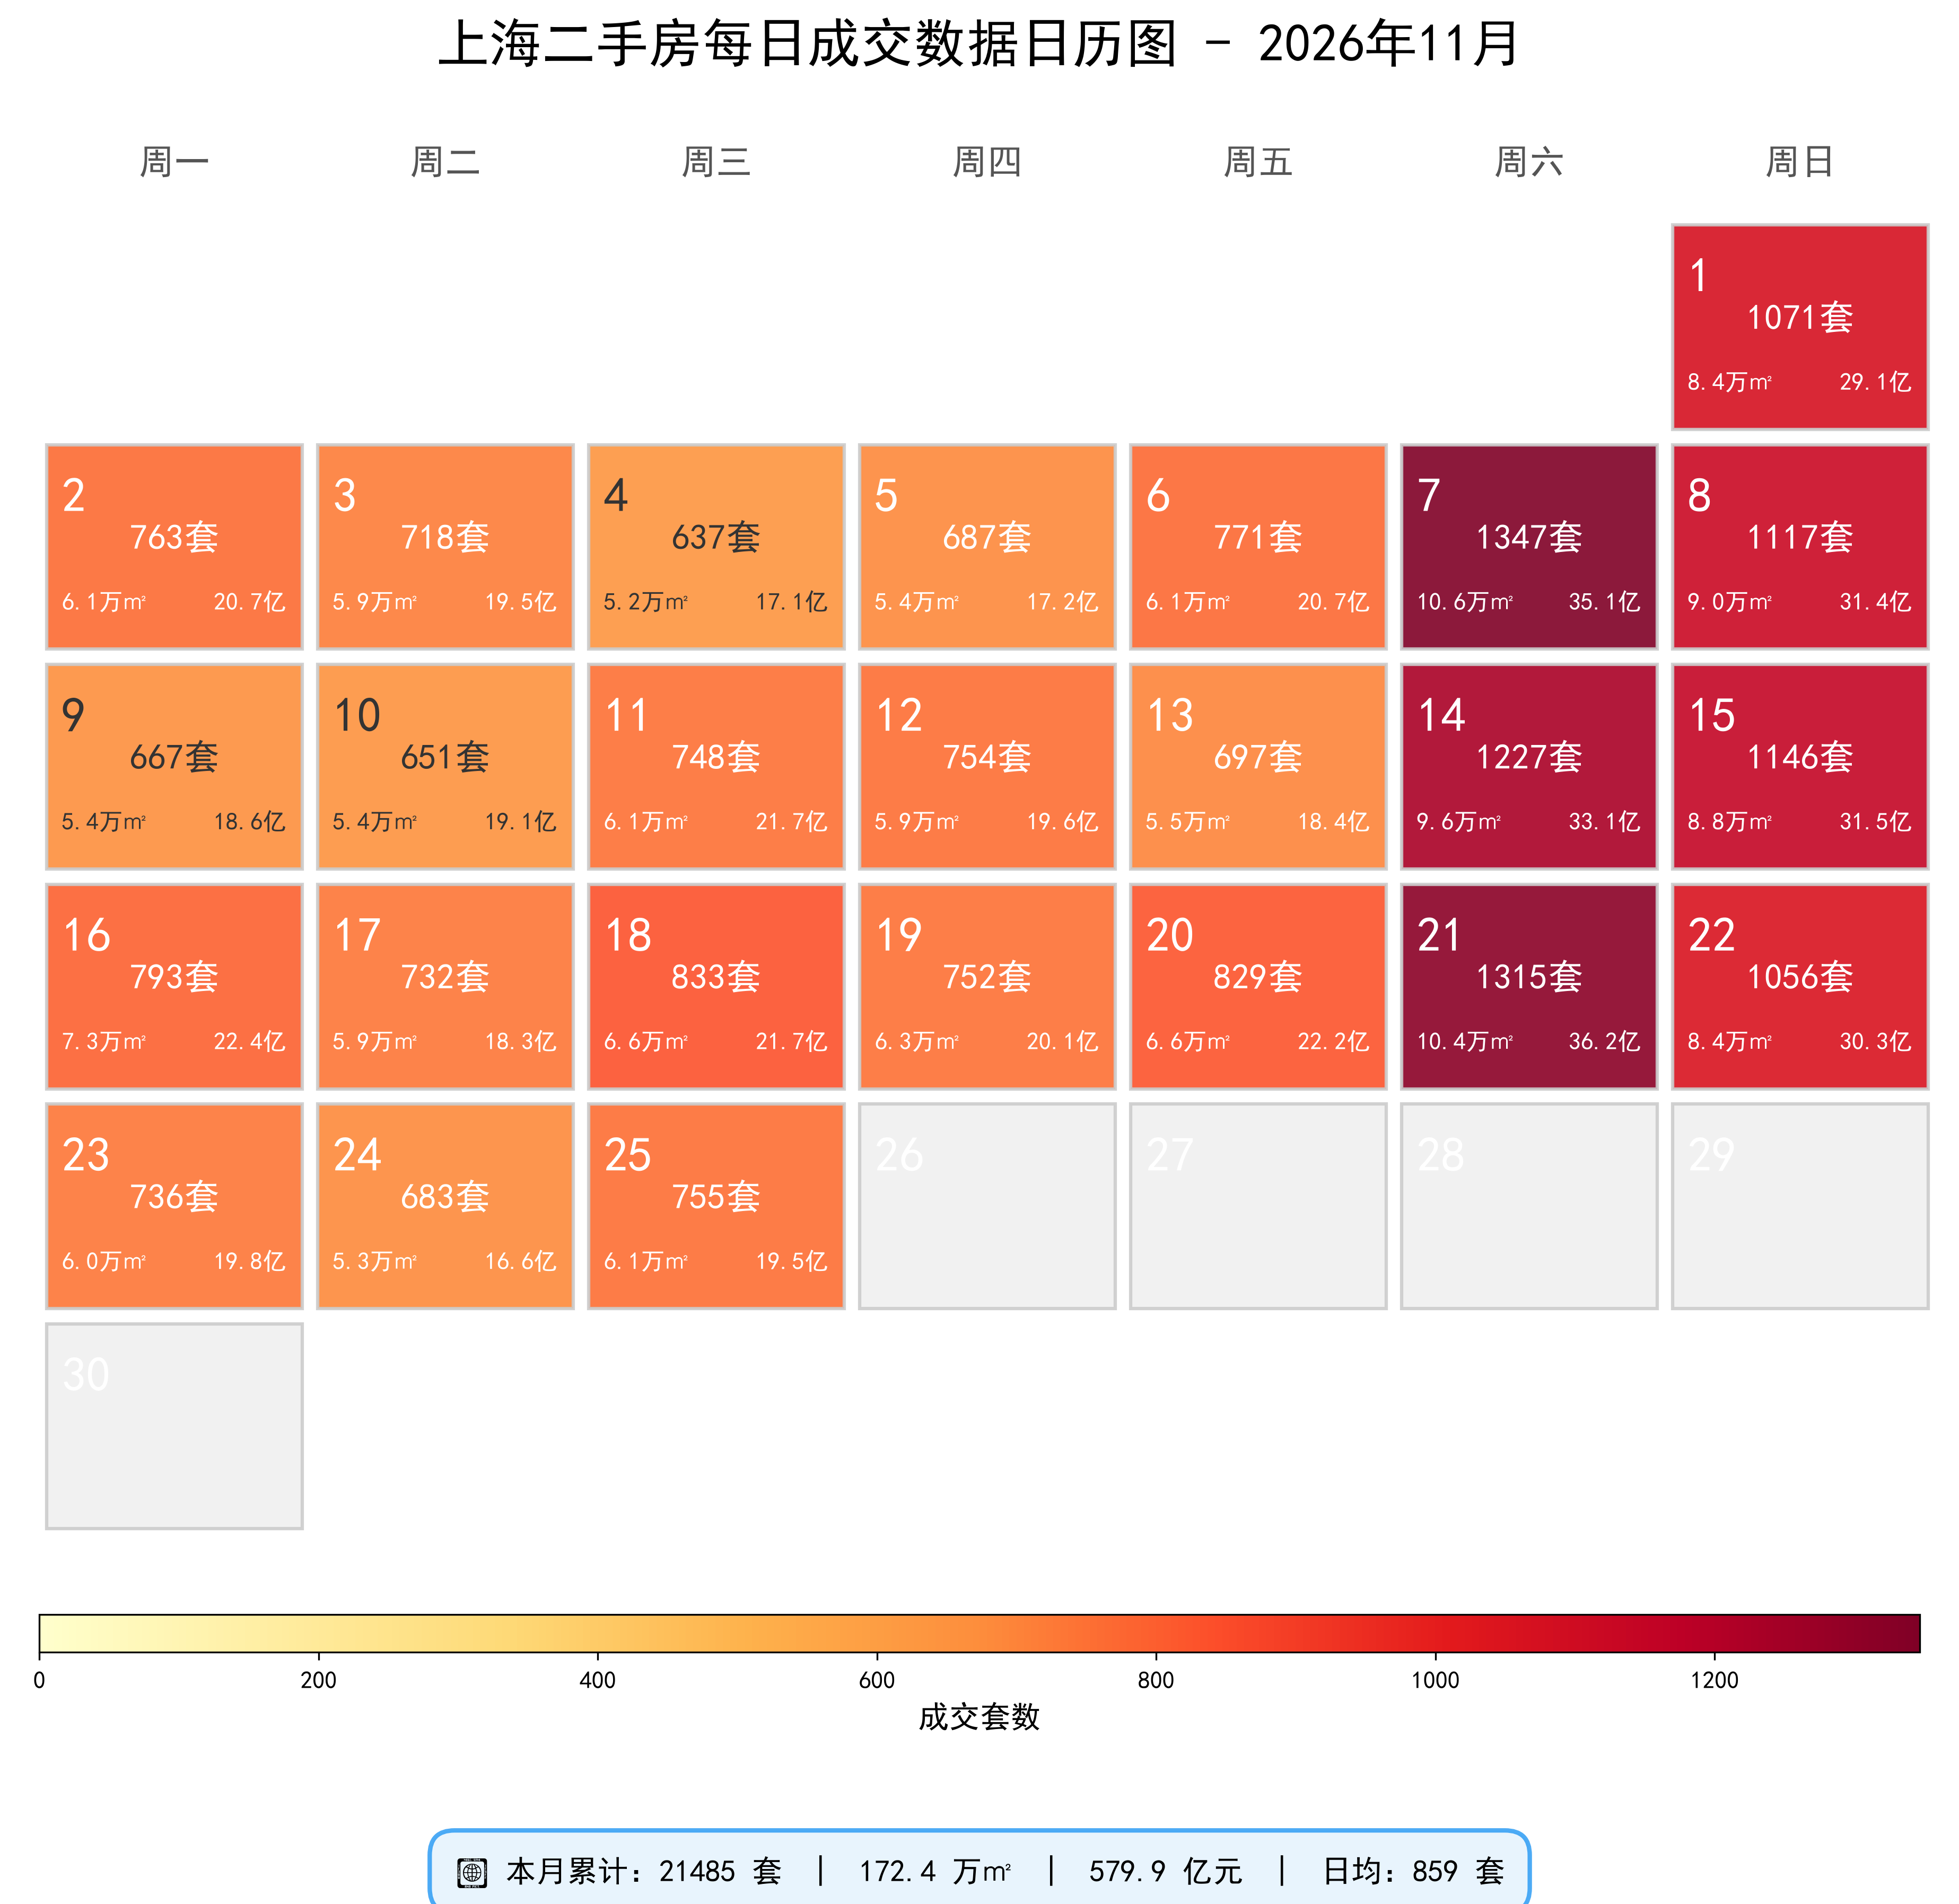 上海二手房每日成交数据日历图 - 2026年11月
周一 周二 周三 周四 周五 周六 周日
1
1071套
8.4万㎡ 29.1亿
2 3 4 5 6 7 8
763套 718套 637套 687套 771套 1347套 1117套
6.1万㎡ 20.7亿 5.9万㎡ 19.5亿 5.2万㎡ 17.1亿 5.4万㎡ 17.2亿 6.1万㎡ 20.7亿 10.6万㎡ 35.1亿 9.0万㎡ 31.4亿
9 10 11 12 13 14 15
667套 651套 748套 754套 697套 1227套 1146套
5.4万㎡ 18.6亿 5.4万㎡ 19.1亿 6.1万㎡ 21.7亿 5.9万㎡ 19.6亿 5.5万㎡ 18.4亿 9.6万㎡ 33.1亿 8.8万㎡ 31.5亿
16 17 18 19 20 21 22
793套 732套 833套 752套 829套 1315套 1056套
7.3万㎡ 22.4亿 5.9万㎡ 18.3亿 6.6万㎡ 21.7亿 6.3万㎡ 20.1亿 6.6万㎡ 22.2亿 10.4万㎡ 36.2亿 8.4万㎡ 30.3亿
23 24 25 26 27 28 29
736套 683套 755套
6.0万㎡ 19.8亿 5.3万㎡ 16.6亿 6.1万㎡ 19.5亿
30
0 200 400 600 800 1000 1200
成交套数
本月累计: 21485 套 | 172.4 万㎡ | 579.9 亿元 | 日均: 859 套